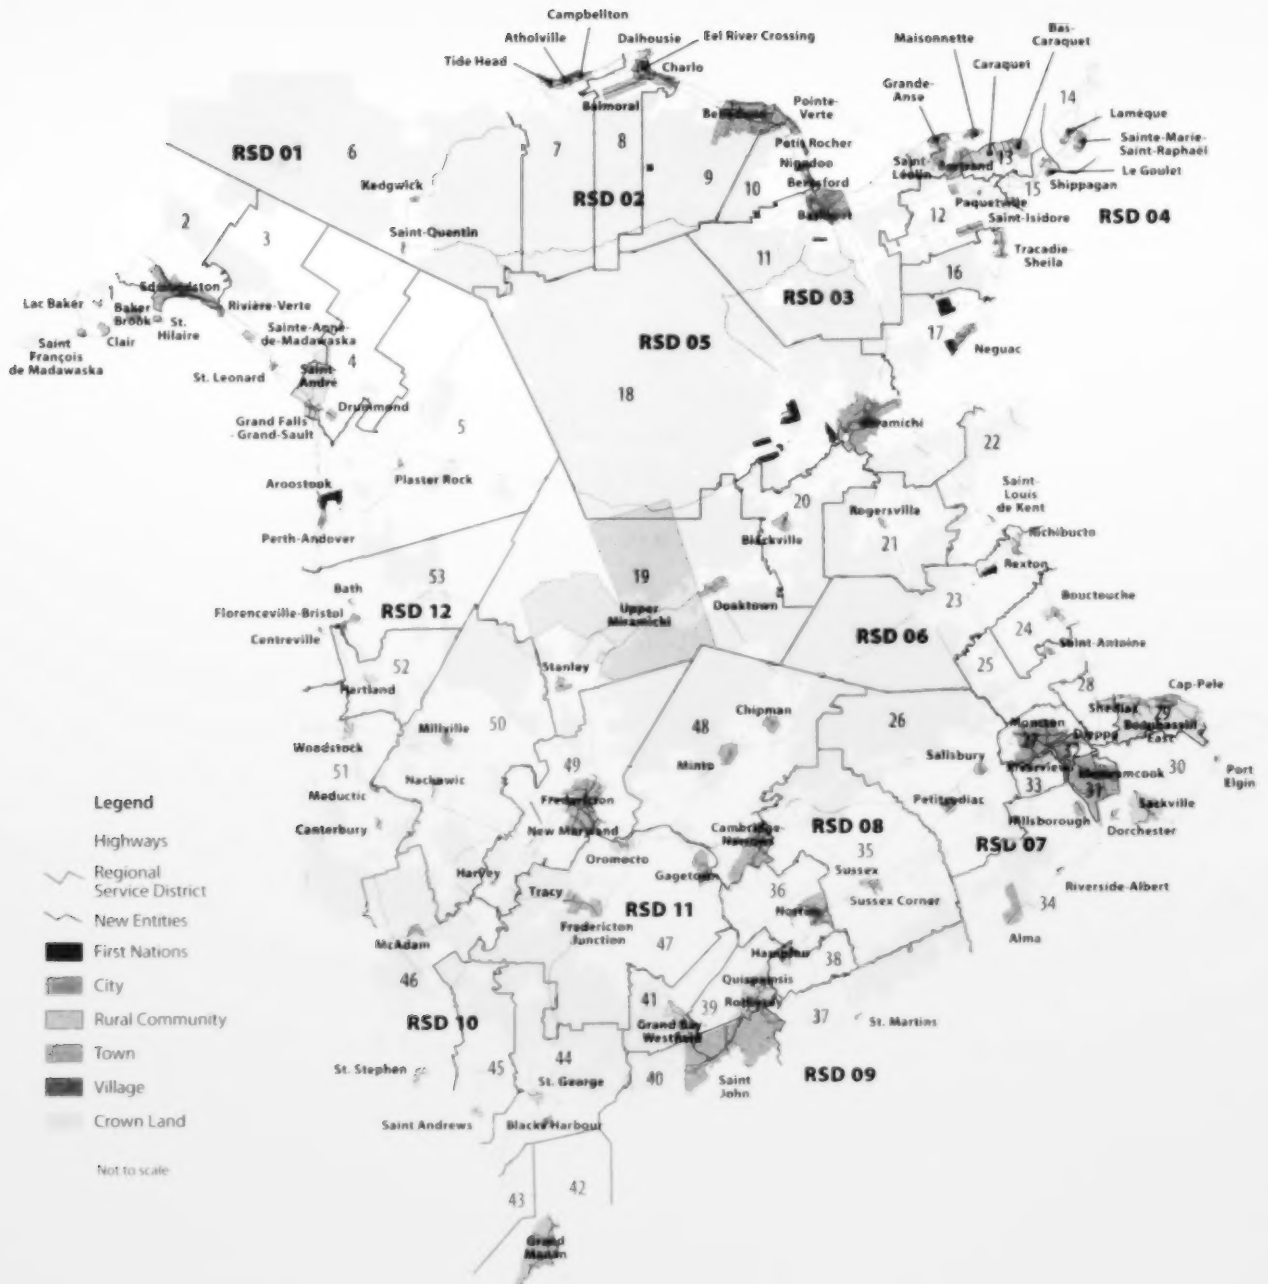 Campbellton
Atholville
Dalhousie
Eel River Crossing
Tide Head
Charlo
Balmoral
Maisonnette
Bas-
Caraquet
Caraquet
Grande-
Anse
14
Lamèque
Sainte-Marie-
Saint-Raphaël
Le Goulet
Shippagan
13
15
Saint-
Léolin
Bertrand
Paquetville
12
Saint-Isidore
RSD 04
Tracadie-
Sheila
16
17
Neguac
Belledune
Pointe-
Verte
Petit Rocher
Nigadoo
Beresford
Bathurst
RSD 01
6
7
8
9
10
RSD 02
Kedgwick
Saint-Quentin
11
RSD 03
2
3
1
Edmundston
Lac Baker
Baker
Brook
St.
Hilaire
Rivière-Verte
Clair
Saint
François
de Madawaska
Sainte-Anne-
de-Madawaska
St. Leonard
Saint-
André
4
Drummond
Grand Falls
-Grand-Sault
5
RSD 05
18
Miramichi
22
Aroostook
Plaster Rock
Perth-Andover
20
Blackville
Rogersville
21
Saint-
Louis
de Kent
Richibucto
Rexton
53
Bath
RSD 12
Florenceville-Bristol
Centreville
19
Upper
Miramichi
Doaktown
23
RSD 06
Bouctouche
24
Saint-Antoine
25
52
Hartland
Stanley
28
Cap-Pele
Shediac
29
Beaubassin
East
Moncton
27
Dieppe
Riverview
Memramcook
31
30
33
Port
Elgin
Sackville
Dorchester
Hillsborough
48
Chipman
Minto
26
Salisbury
Petitcodiac
RSD 07
50
Millville
Woodstock
51
Nackawic
Meductic
Canterbury
49
Fredericton
New Maryland
Oromocto
Cambridge-
Narrows
RSD 08
35
Sussex
Sussex Corner
Riverside-Albert
34
Alma
Gagetown
36
Norton
Harvey
Tracy
RSD 11
Fredericton
Junction
47
McAdam
46
Hampton
38
Quispamsis
Rothesay
39
41
Grand Bay
Westfield
37
St. Martins
RSD 10
RSD 09
Saint
John
40
St. Stephen
45
44
St. George
Saint Andrews
Blacks Harbour
43
42
Grand
Manan
Legend
Highways
Regional
Service District
New Entities
First Nations
City
Rural Community
Town
Village
Crown Land
Not to scale